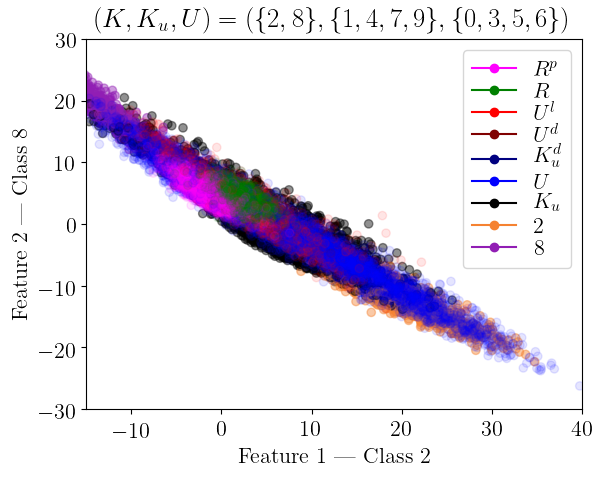 (K, K_u, U) = ({2, 8}, {1, 4, 7, 9}, {0, 3, 5, 6})
30
20
10
0
−10
−20
−30
Feature 2 — Class 8
R^p
R
U^l
U^d
K_u^d
U
K_u
2
8
−10 0 10 20 30 40
Feature 1 — Class 2